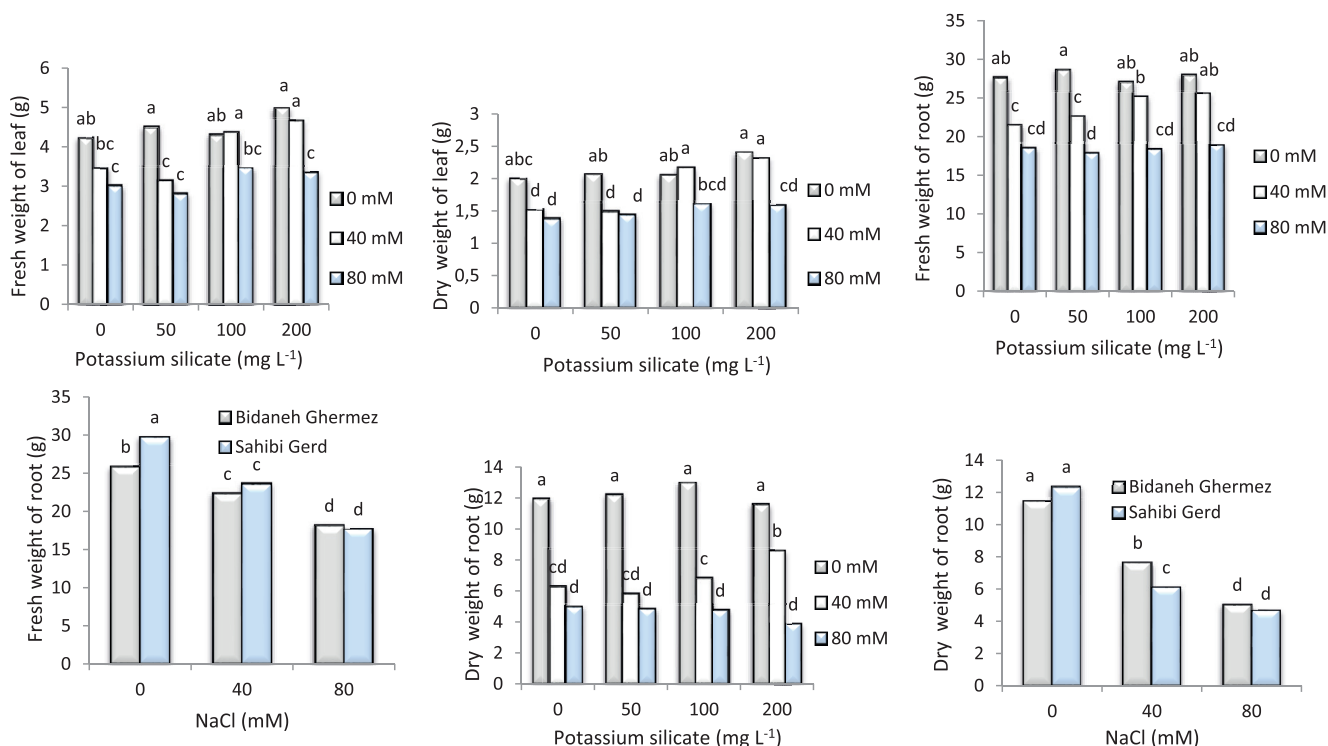 Fresh weight of leaf (g)
6
5
4
3
2
1
0
ab
bc
c
a
c
c
ab
a
bc
a
a
c
0 mM
40 mM
80 mM
0 50 100 200
Potassium silicate (mg L-1)
Dry weight of leaf (g)
3
2,5
2
1,5
1
0,5
0
abc
d
d
ab
d
d
ab
a
bcd
a
a
cd
0 mM
40 mM
80 mM
0 50 100 200
Potassium silicate (mg L-1)
Fresh weight of root (g)
35
30
25
20
15
10
5
0
ab
c
cd
a
c
d
ab
b
cd
ab
ab
cd
0 mM
40 mM
80 mM
0 50 100 200
Potassium silicate (mg L-1)
Fresh weight of root (g)
35
30
25
20
15
10
5
0
Bidaneh Ghermez
Sahibi Gerd
b
a
c
c
d
d
0 40 80
NaCl (mM)
Dry weight of root (g)
14
12
10
8
6
4
2
0
a
cd
d
a
cd
d
a
c
d
a
b
d
0 mM
40 mM
80 mM
0 50 100 200
Potassium silicate (mg L-1)
Dry weight of root (g)
14
12
10
8
6
4
2
0
Bidaneh Ghermez
Sahibi Gerd
a
a
b
c
d
d
0 40 80
NaCl (mM)